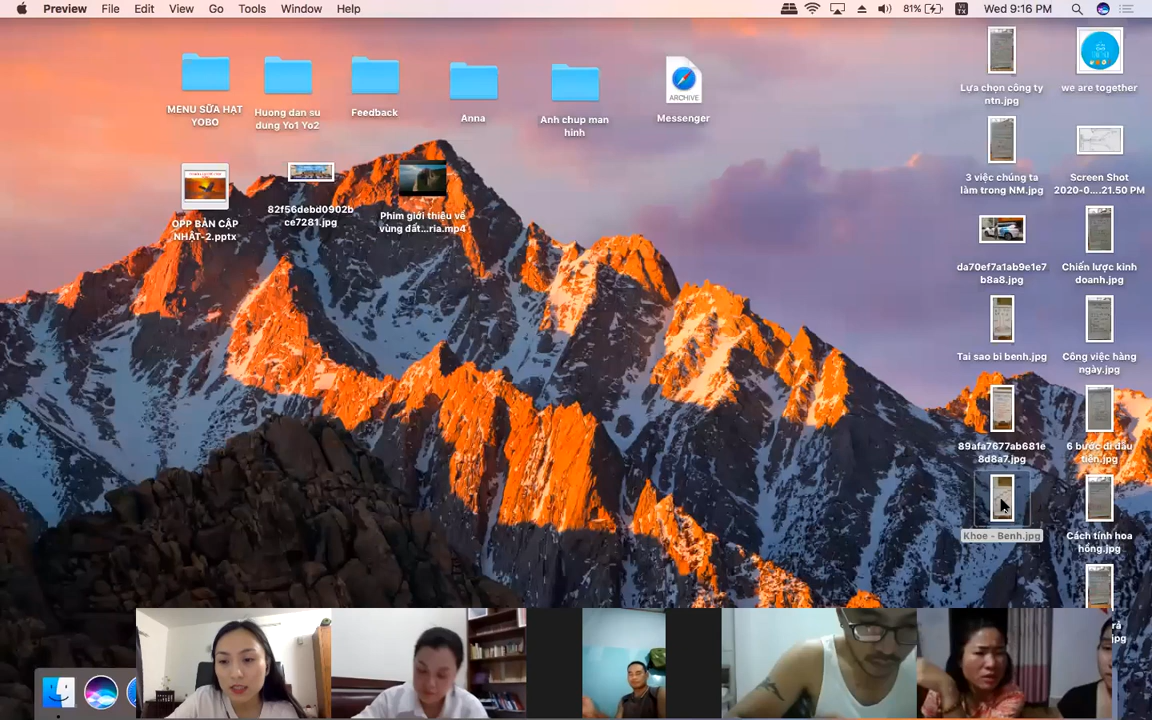 Preview File Edit View Go Tools Window Help
81% VI TX Wed 9:16 PM
MENU SỮA HẠT
YOBO
Huong dan su
dung Yo1 Yo2
Feedback
Anna
Anh chup man
hinh
ARCHIVE
Messenger
OPP BẢN CẬP
NHẬT-2.pptx
82f56debd0902b
ce7281.jpg
Phim giới thiệu về
vùng đất...ria.mp4
Lựa chọn công ty
ntn.jpg
we are together
3 việc chúng ta
làm trong NM.jpg
Screen Shot
2020-0....21.50 PM
da70ef7a1ab9e1e7
b8a8.jpg
Chiến lược kinh
doanh.jpg
Tai sao bi benh.jpg
Công việc hàng
ngày.jpg
89afa7677ab681e
8d8a7.jpg
6 bước đi đầu
tiên.jpg
Khoe - Benh.jpg
Cách tính hoa
hồng.jpg
rả
.jpg